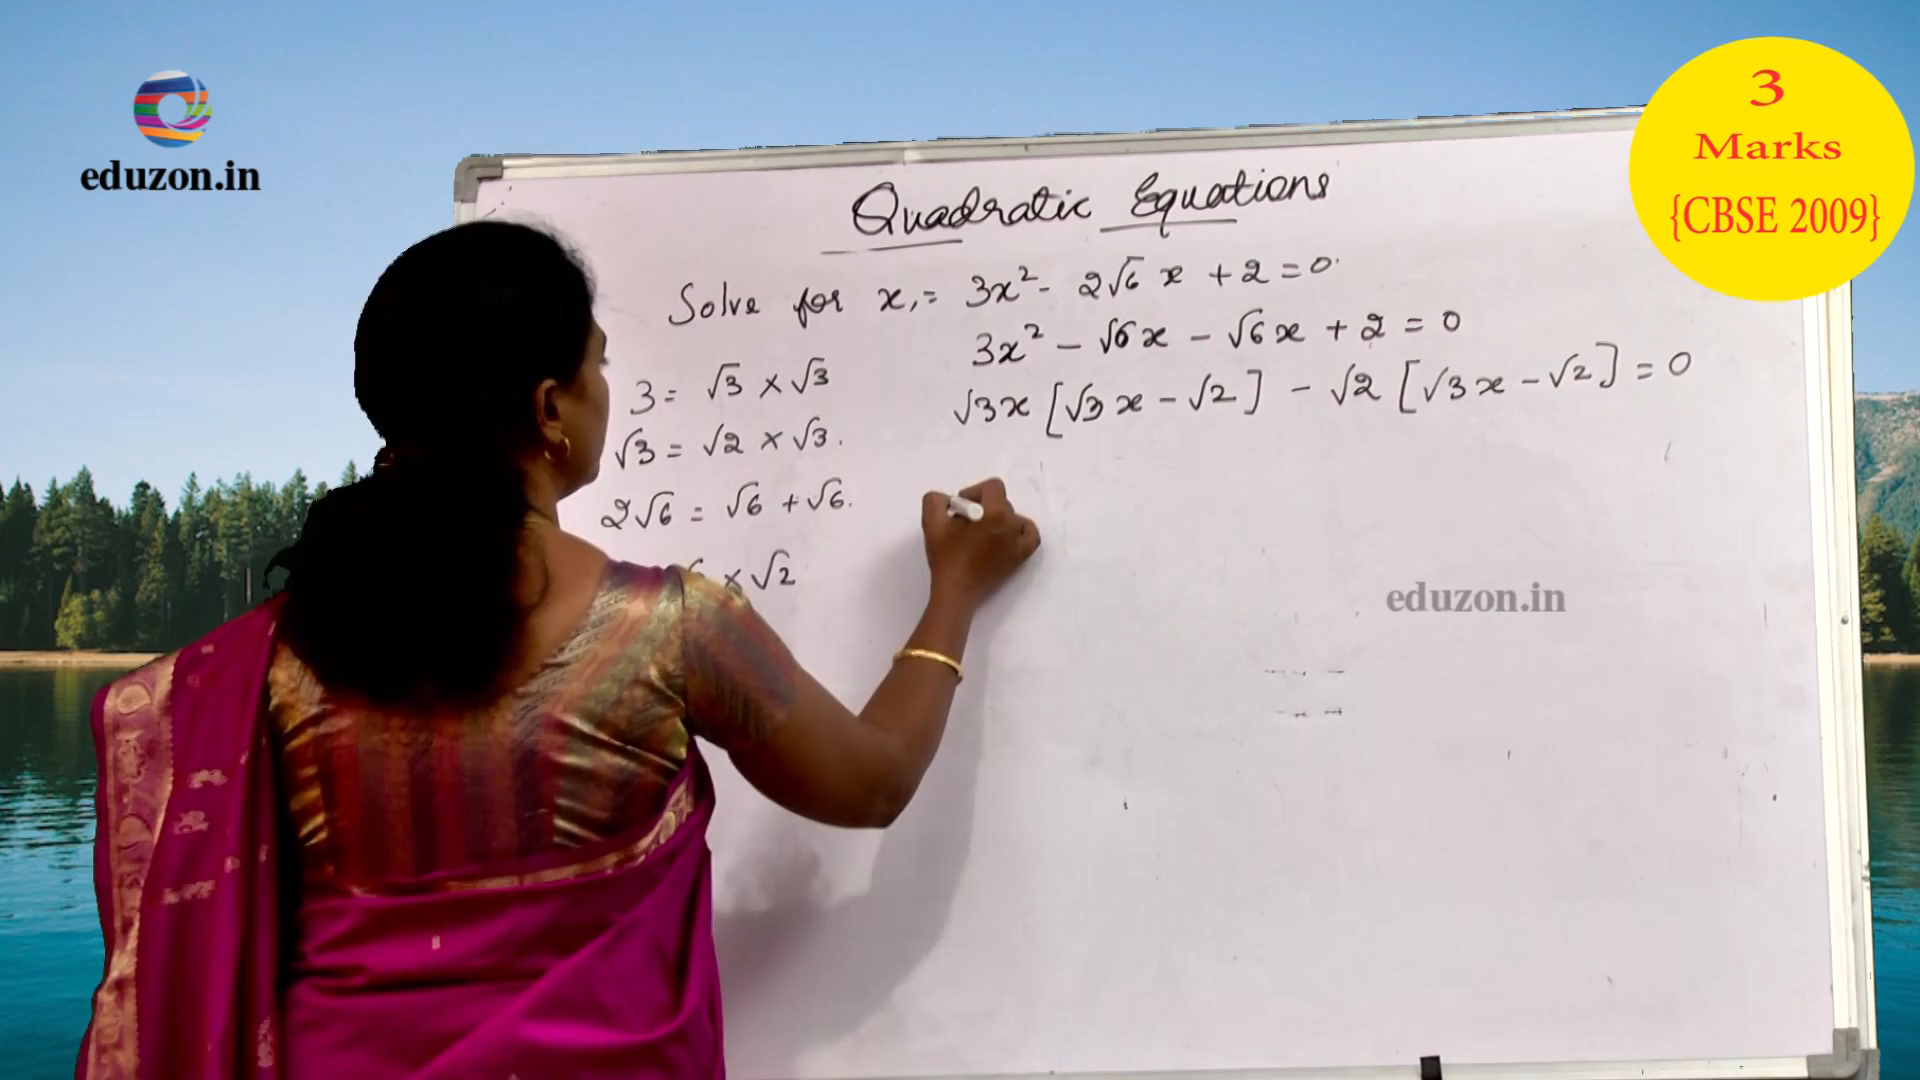 eduzon.in
3
Marks
{CBSE 2009}
Quadratic Equations
Solve for x,= 3x² - 2√6 x + 2 = 0.
3x² - √6x - √6x + 2 = 0
√3x [√3x - √2] - √2 [√3x - √2] = 0
3 = √3 × √3
√3 = √2 × √3.
2√6 = √6 + √6.
× √2
eduzon.in